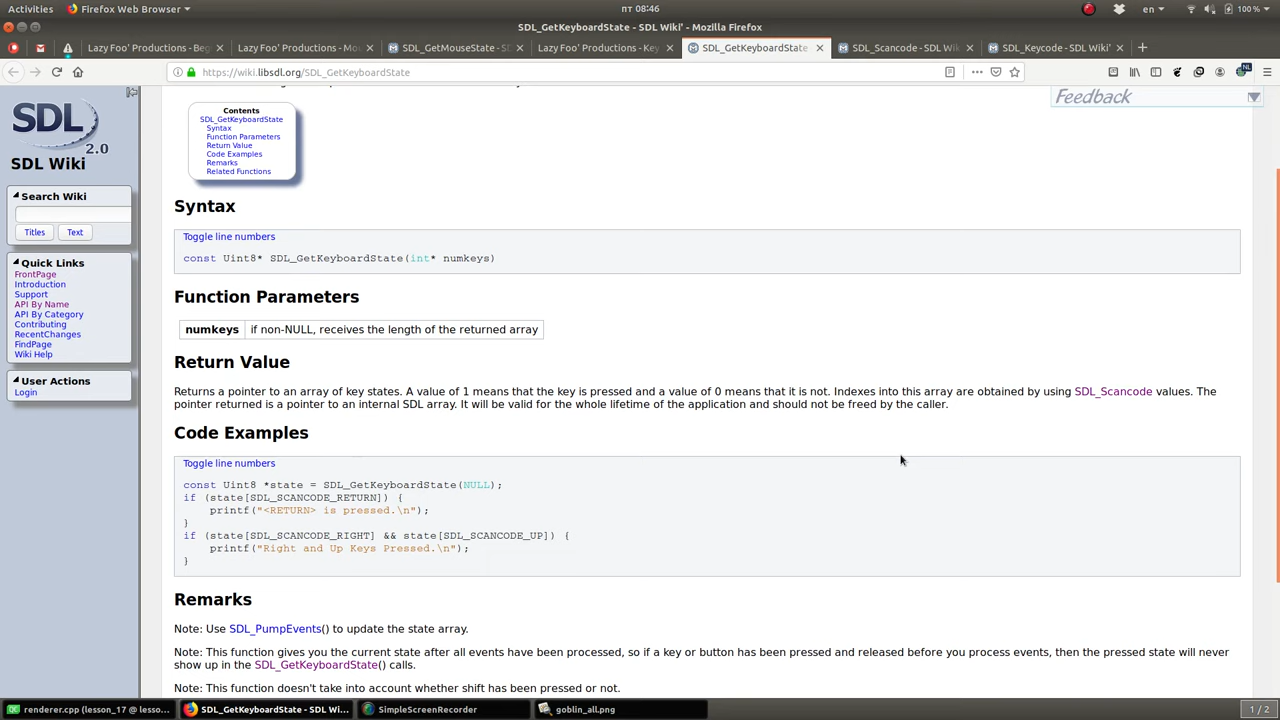 Activities
Firefox Web Browser
пт 08:46
en
100 %
SDL_GetKeyboardState - SDL Wiki' - Mozilla Firefox
Lazy Foo' Productions - Beg
Lazy Foo' Productions - Mou
SDL_GetMouseState - SDL
Lazy Foo' Productions - Key
SDL_GetKeyboardState
SDL_Scancode - SDL Wiki
SDL_Keycode - SDL Wiki'
https://wiki.libsdl.org/SDL_GetKeyboardState
NL
SDL
2.0
SDL Wiki
Search Wiki
Titles
Text
Quick Links
FrontPage
Introduction
Support
API By Name
API By Category
Contributing
RecentChanges
FindPage
Wiki Help
User Actions
Login
Feedback
Contents
SDL_GetKeyboardState
Syntax
Function Parameters
Return Value
Code Examples
Remarks
Related Functions
Syntax
Toggle line numbers
const Uint8* SDL_GetKeyboardState(int* numkeys)
Function Parameters
numkeys if non-NULL, receives the length of the returned array
Return Value
Returns a pointer to an array of key states. A value of 1 means that the key is pressed and a value of 0 means that it is not. Indexes into this array are obtained by using SDL_Scancode values. The
pointer returned is a pointer to an internal SDL array. It will be valid for the whole lifetime of the application and should not be freed by the caller.
Code Examples
Toggle line numbers
const Uint8 *state = SDL_GetKeyboardState(NULL);
if (state[SDL_SCANCODE_RETURN]) {
printf("<RETURN> is pressed.\n");
}
if (state[SDL_SCANCODE_RIGHT] && state[SDL_SCANCODE_UP]) {
printf("Right and Up Keys Pressed.\n");
}
Remarks
Note: Use SDL_PumpEvents() to update the state array.
Note: This function gives you the current state after all events have been processed, so if a key or button has been pressed and released before you process events, then the pressed state will never
show up in the SDL_GetKeyboardState() calls.
Note: This function doesn't take into account whether shift has been pressed or not.
renderer.cpp (lesson_17 @ lesso...
SDL_GetKeyboardState - SDL Wi...
SimpleScreenRecorder
goblin_all.png
1 / 2